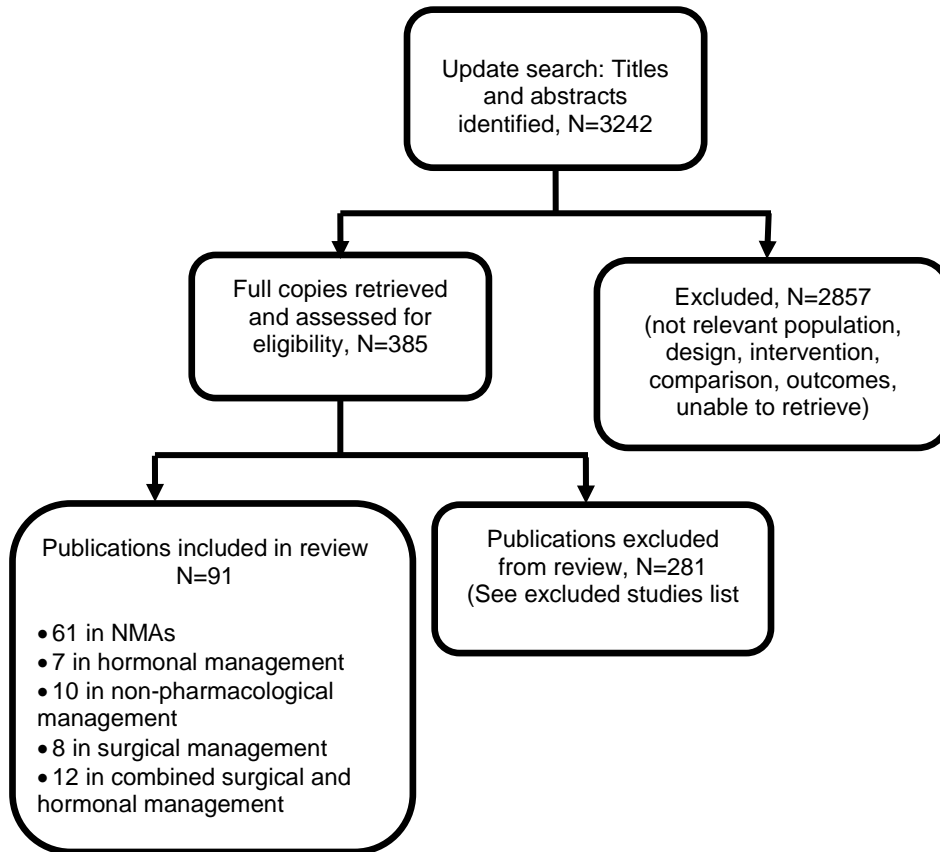 Update search: Titles
and abstracts
identified, N=3242
Full copies retrieved
and assessed for
eligibility, N=385
Excluded, N=2857
(not relevant population,
design, intervention,
comparison, outcomes,
unable to retrieve)
Publications included in review
N=91
• 61 in NMAs
• 7 in hormonal management
• 10 in non-pharmacological
management
• 8 in surgical management
• 12 in combined surgical and
hormonal management
Publications excluded
from review, N=281
(See excluded studies list